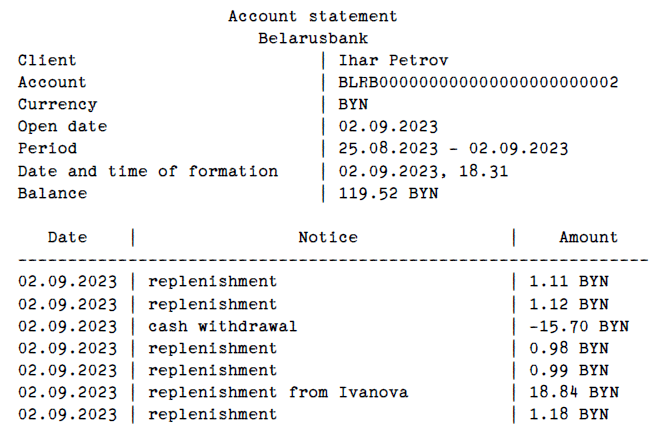 Account statement
Belarusbank
Client | Ihar Petrov
Account | BLRB0000000000000000000000002
Currency | BYN
Open date | 02.09.2023
Period | 25.08.2023 - 02.09.2023
Date and time of formation | 02.09.2023, 18.31
Balance | 119.52 BYN
Date | Notice | Amount
---------------------------------------------------------------
02.09.2023 | replenishment | 1.11 BYN
02.09.2023 | replenishment | 1.12 BYN
02.09.2023 | cash withdrawal | -15.70 BYN
02.09.2023 | replenishment | 0.98 BYN
02.09.2023 | replenishment | 0.99 BYN
02.09.2023 | replenishment from Ivanova | 18.84 BYN
02.09.2023 | replenishment | 1.18 BYN